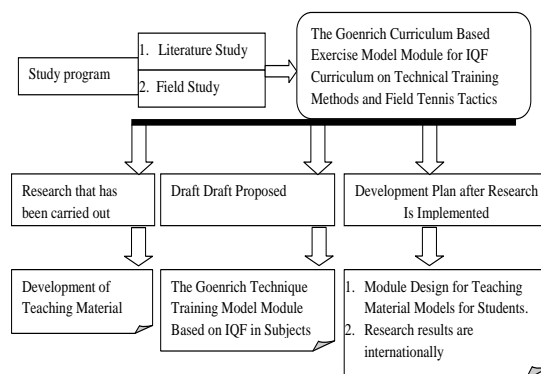 Study program
1. Literature Study
2. Field Study
The Goenrich Curriculum Based
Exercise Model Module for IQF
Curriculum on Technical Training
Methods and Field Tennis Tactics
Research that has
been carried out
Draft Draft Proposed
Development Plan after Research
Is Implemented
Development of
Teaching Material
The Goenrich Technique
Training Model Module
Based on IQF in Subjects
1. Module Design for Teaching
Material Models for Students.
2. Research results are
internationally